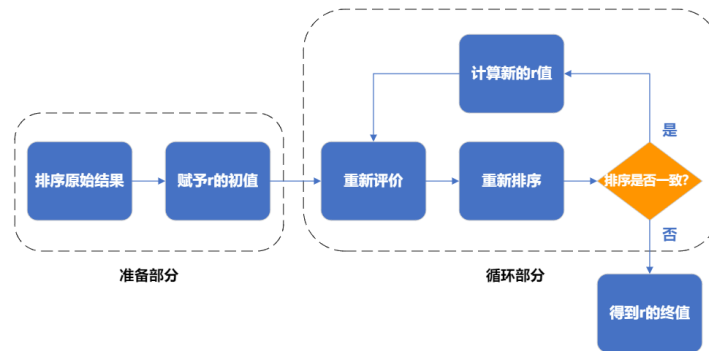 计算新的r值
是
排序原始结果
赋予r的初值
重新评价
重新排序
排序是否一致?
否
准备部分
循环部分
得到r的终值